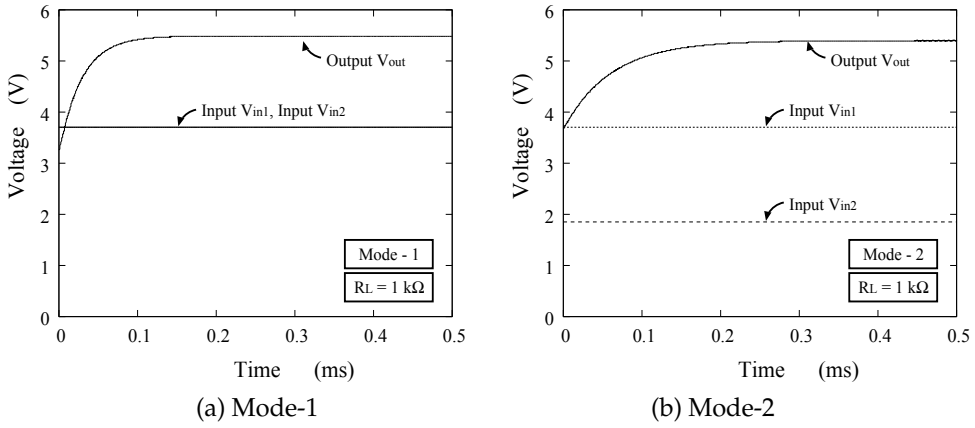 6
5
4
3
2
1
0
Voltage (V)
Output Vout
Input Vin1, Input Vin2
Mode - 1
RL = 1 kΩ
0 0.1 0.2 0.3 0.4 0.5
Time (ms)
(a) Mode-1
6
5
4
3
2
1
0
Voltage (V)
Output Vout
Input Vin1
Input Vin2
Mode - 2
RL = 1 kΩ
0 0.1 0.2 0.3 0.4 0.5
Time (ms)
(b) Mode-2